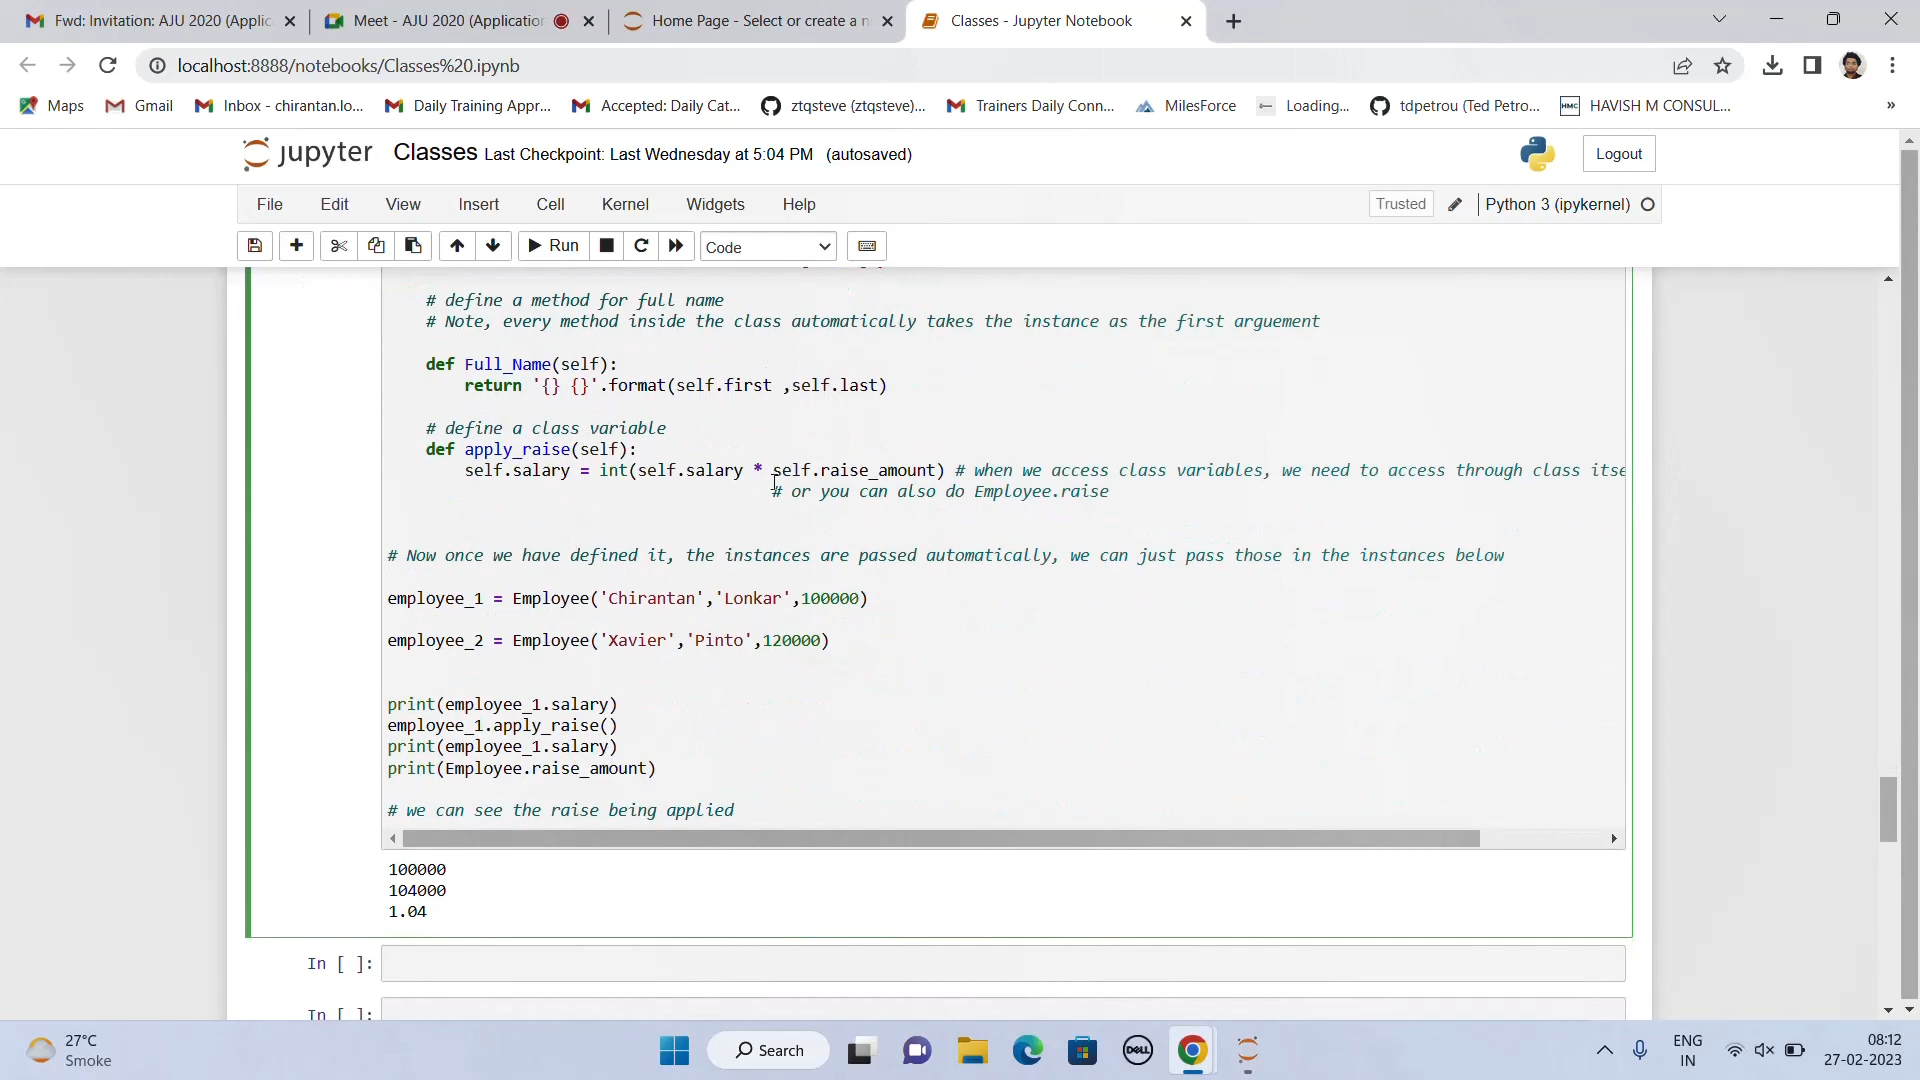 Fwd: Invitation: AJU 2020 (Applic
Meet - AJU 2020 (Application
Home Page - Select or create a n
Classes - Jupyter Notebook
localhost:8888/notebooks/Classes%20.ipynb
Maps
Gmail
Inbox - chirantan.lo...
Daily Training Appr...
Accepted: Daily Cat...
ztqsteve (ztqsteve)...
Trainers Daily Conn...
MilesForce
Loading...
tdpetrou (Ted Petro...
HMC
HAVISH M CONSUL...
»
jupyter Classes Last Checkpoint: Last Wednesday at 5:04 PM (autosaved)
Logout
File Edit View Insert Cell Kernel Widgets Help
Trusted
Python 3 (ipykernel)
Run
Code
# define a method for full name
# Note, every method inside the class automatically takes the instance as the first arguement
def Full_Name(self):
return '{} {}'.format(self.first ,self.last)
# define a class variable
def apply_raise(self):
self.salary = int(self.salary * self.raise_amount) # when we access class variables, we need to access through class itse
# or you can also do Employee.raise
# Now once we have defined it, the instances are passed automatically, we can just pass those in the instances below
employee_1 = Employee('Chirantan','Lonkar',100000)
employee_2 = Employee('Xavier','Pinto',120000)
print(employee_1.salary)
employee_1.apply_raise()
print(employee_1.salary)
print(Employee.raise_amount)
# we can see the raise being applied
100000
104000
1.04
In [ ]:
In [ ]:
27°C
Smoke
Search
DELL
ENG
IN
08:12
27-02-2023